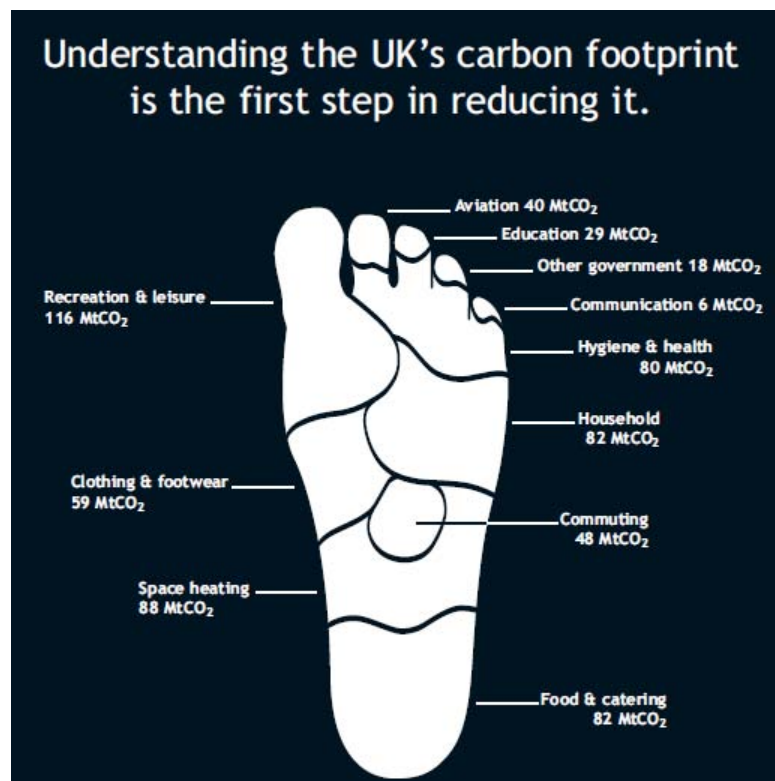 Understanding the UK's carbon footprint
is the first step in reducing it.
Aviation 40 MtCO₂
Education 29 MtCO₂
Other government 18 MtCO₂
Recreation & leisure
116 MtCO₂
Communication 6 MtCO₂
Hygiene & health
80 MtCO₂
Household
82 MtCO₂
Clothing & footwear
59 MtCO₂
Commuting
48 MtCO₂
Space heating
88 MtCO₂
Food & catering
82 MtCO₂